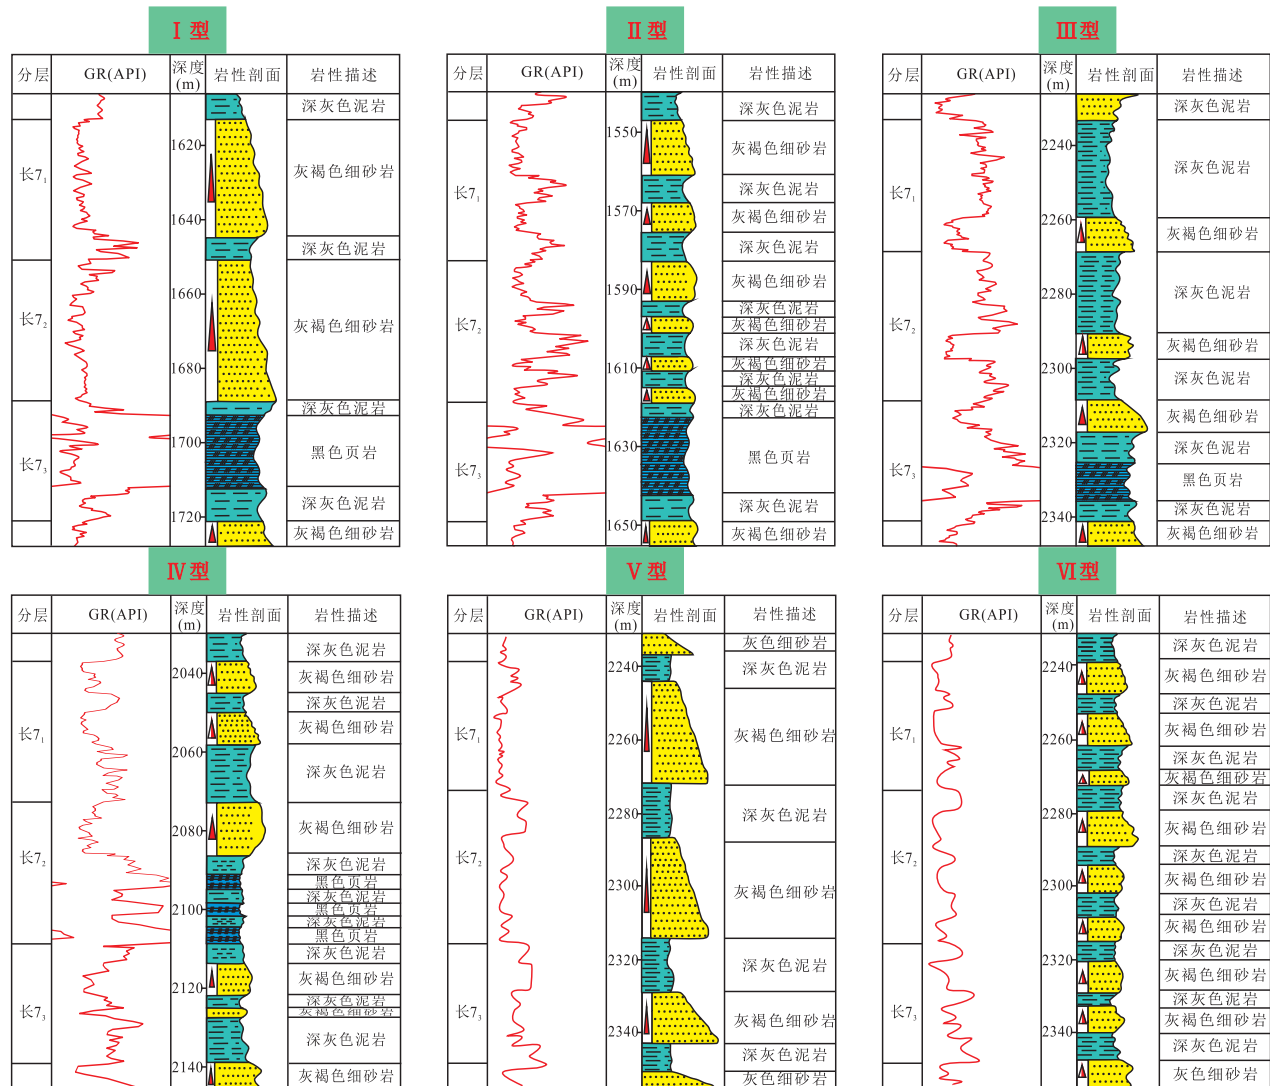 Ⅰ 型
分层 GR(API) 深度(m) 岩性剖面 岩性描述
长7₁
长7₂
长7₃
1620
1640
1660
1680
1700
1720
深灰色泥岩
灰褐色细砂岩
深灰色泥岩
灰褐色细砂岩
深灰色泥岩
黑色页岩
深灰色泥岩
灰褐色细砂岩
Ⅱ 型
分层 GR(API) 深度(m) 岩性剖面 岩性描述
长7₁
长7₂
长7₃
1550
1570
1590
1610
1630
1650
深灰色泥岩
灰褐色细砂岩
深灰色泥岩
灰褐色细砂岩
深灰色泥岩
灰褐色细砂岩
深灰色泥岩
灰褐色细砂岩
深灰色泥岩
灰褐色细砂岩
深灰色泥岩
灰褐色细砂岩
深灰色泥岩
黑色页岩
深灰色泥岩
灰褐色细砂岩
Ⅲ型
分层 GR(API) 深度(m) 岩性剖面 岩性描述
长7₁
长7₂
长7₃
2240
2260
2280
2300
2320
2340
深灰色泥岩
深灰色泥岩
灰褐色细砂岩
深灰色泥岩
灰褐色细砂岩
深灰色泥岩
灰褐色细砂岩
深灰色泥岩
黑色页岩
深灰色泥岩
灰褐色细砂岩
Ⅳ 型
分层 GR(API) 深度(m) 岩性剖面 岩性描述
长7₁
长7₂
长7₃
2040
2060
2080
2100
2120
2140
深灰色泥岩
灰褐色细砂岩
深灰色泥岩
灰褐色细砂岩
深灰色泥岩
灰褐色细砂岩
深灰色泥岩
黑色页岩
深灰色泥岩
黑色页岩
深灰色泥岩
黑色页岩
深灰色泥岩
灰褐色细砂岩
深灰色泥岩
灰褐色细砂岩
深灰色泥岩
灰褐色细砂岩
Ⅴ 型
分层 GR(API) 深度(m) 岩性剖面 岩性描述
长7₁
长7₂
长7₃
2240
2260
2280
2300
2320
2340
灰色细砂岩
深灰色泥岩
灰褐色细砂岩
深灰色泥岩
灰褐色细砂岩
深灰色泥岩
灰褐色细砂岩
深灰色泥岩
灰色细砂岩
Ⅵ 型
分层 GR(API) 深度(m) 岩性剖面 岩性描述
长7₁
长7₂
长7₃
2240
2260
2280
2300
2320
2340
深灰色泥岩
灰褐色细砂岩
深灰色泥岩
灰褐色细砂岩
深灰色泥岩
灰褐色细砂岩
深灰色泥岩
灰褐色细砂岩
深灰色泥岩
灰褐色细砂岩
深灰色泥岩
灰褐色细砂岩
深灰色泥岩
灰褐色细砂岩
深灰色泥岩
灰褐色细砂岩
深灰色泥岩
灰色细砂岩